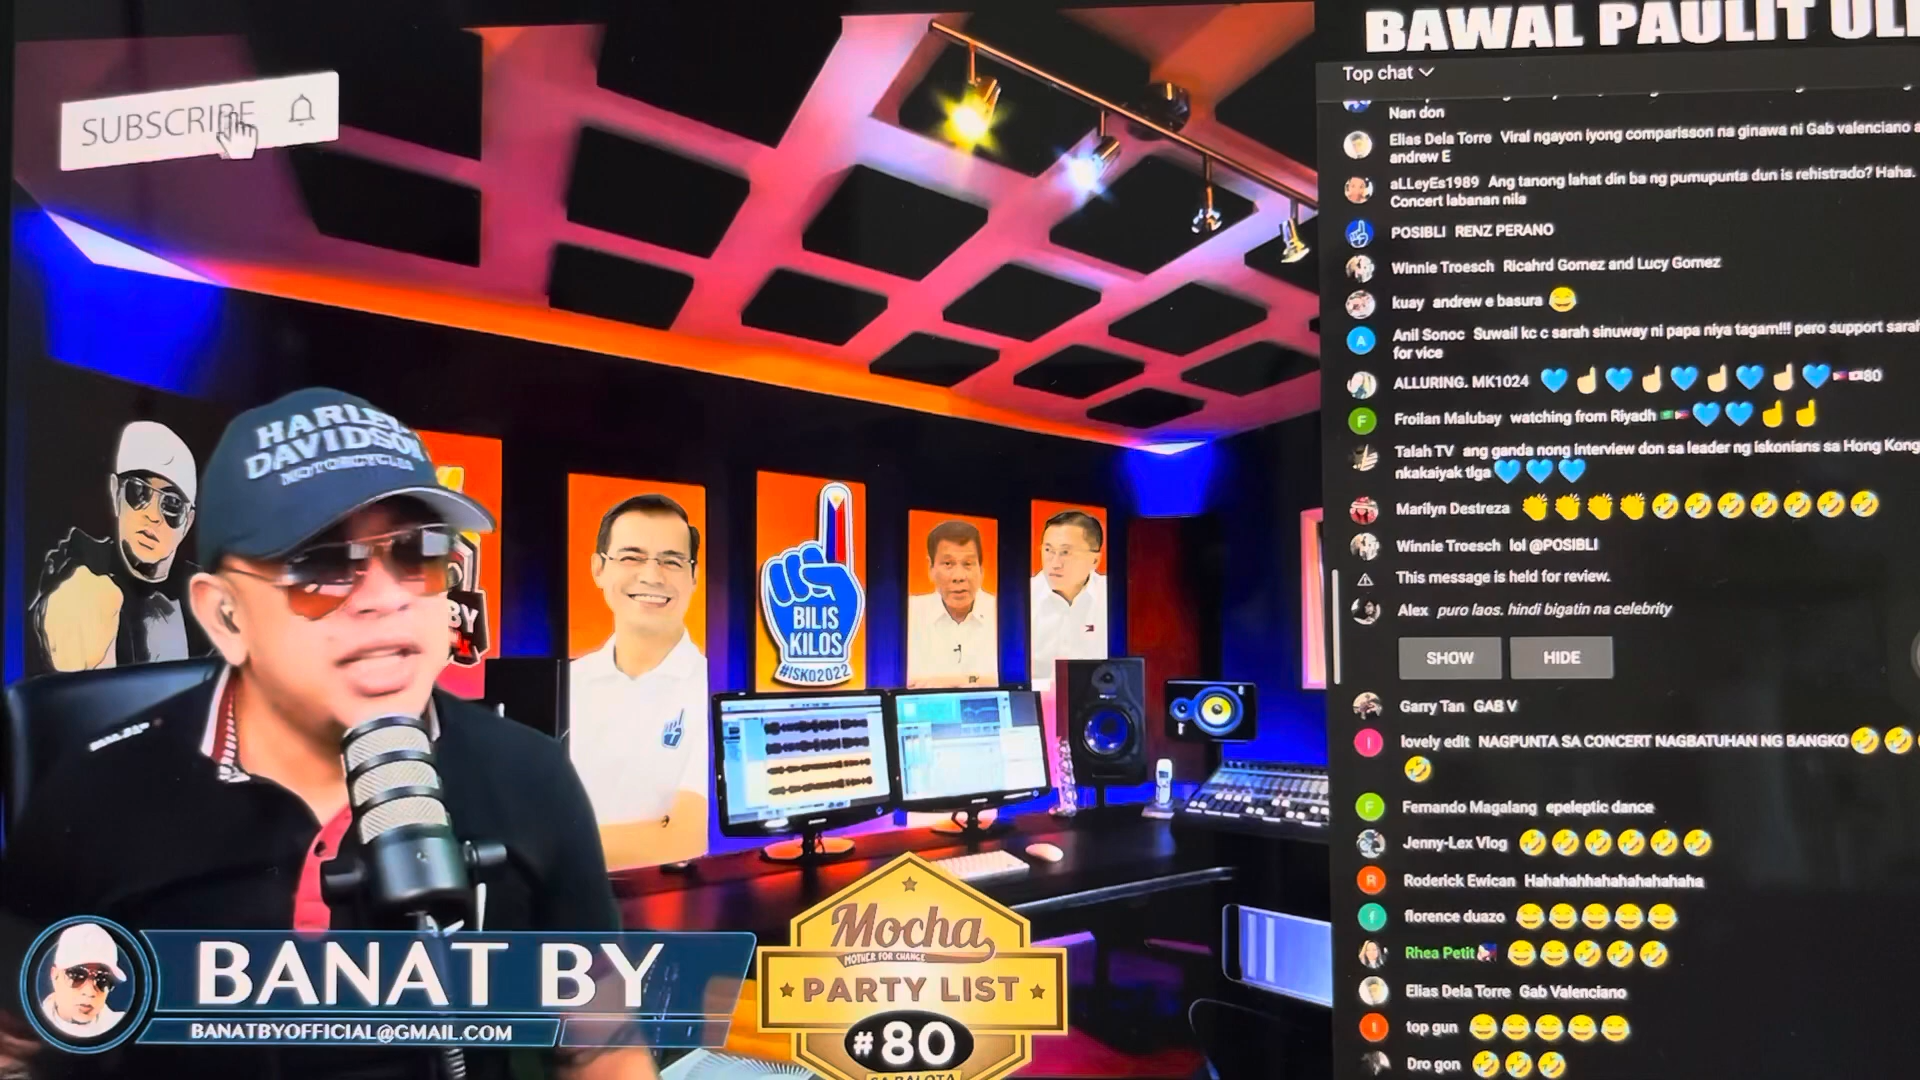 BAWAL PAULIT
SUBSCRIBE
Top chat
Nan don
Elias Dela Torre Viral ngayon iyong comparisson na ginawa ni Gab valenciano
andrew E
aLLeyEs1989 Ang tanong lahat din ba ng pumupunta dun is rehistrado? Haha.
Concert labanan nila
POSIBLI RENZ PERANO
Winnie Troesch Ricahrd Gomez and Lucy Gomez
kuay andrew e basura 😂
Anil Sonoc Suwail kc c sarah sinuway ni papa niya tagam!!! pero support sarah
for vice
ALLURING. MK1024 💙☝💙☝💙☝💙☝💙🇵🇭80
Froilan Malubay watching from Riyadh 🇸🇦🇵🇭💙💙☝☝
Talah TV ang ganda nong interview don sa leader ng iskonians sa Hong Kong
nkakaiyak tlga💙💙💙
Marilyn Destreza 👏👏👏👏🤣🤣🤣🤣🤣🤣🤣
Winnie Troesch lol @POSIBLI
This message is held for review.
Alex puro laos. hindi bigatin na celebrity
SHOW HIDE
Garry Tan GAB V
lovely edit NAGPUNTA SA CONCERT NAGBATUHAN NG BANGKO🤣🤣
🤣
Fernando Magalang epeleptic dance
Jenny-Lex Vlog 🤣🤣🤣🤣🤣🤣
Roderick Ewican Hahahahhahahahahaha
florence duazo 😂😂😂😂😂
Rhea Petit 😂😂🤣🤣🤣
Elias Dela Torre Gab Valenciano
top gun 😂😂😂😂😂
Dro gon 🤣🤣🤣
HARLEY
DAVIDSON
MOTORCYCLES
BY
BILIS
KILOS
#ISKO2022
BANAT BY
BANATBYOFFICIAL@GMAIL.COM
Mocha
MOTHER FOR CHANGE
PARTY LIST
#80
SA BALOTA